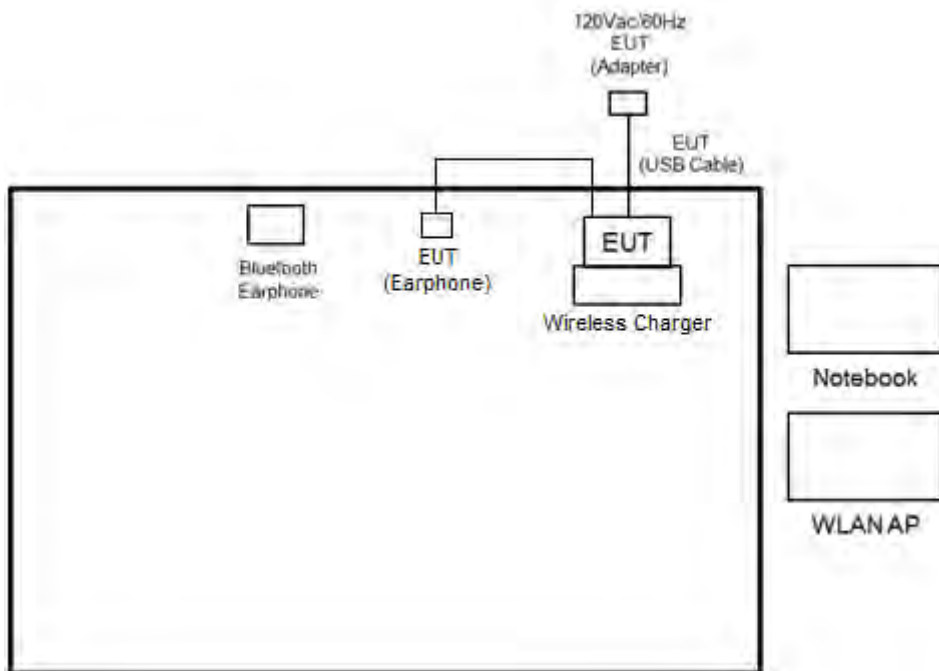 120Vac/60Hz
EUT
(Adapter)
EUT
(USB Cable)
EUT
Bluetooth
Earphone
EUT
(Earphone)
Wireless Charger
Notebook
WLAN AP